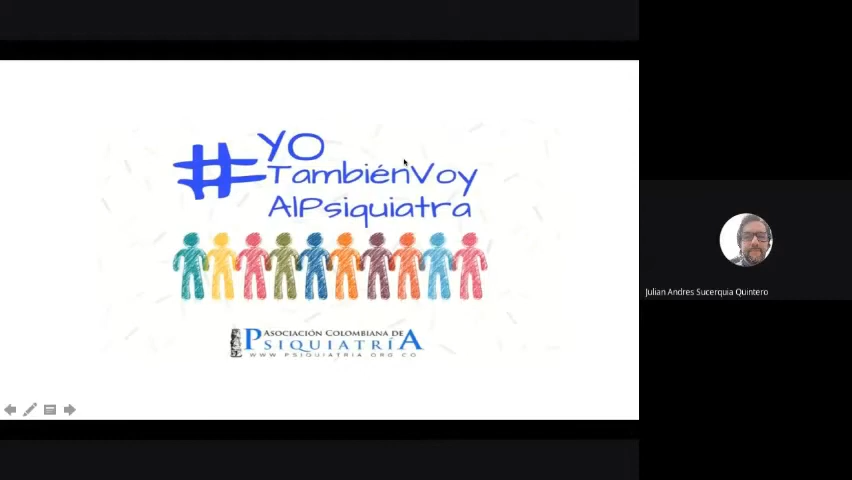 #YO
TambiénVoy
AlPsiquiatra
ASOCIACIÓN COLOMBIANA DE
PSIQUIATRÍA
WWW.PSIQUIATRIA.ORG.CO
Julian Andres Sucerquia Quintero